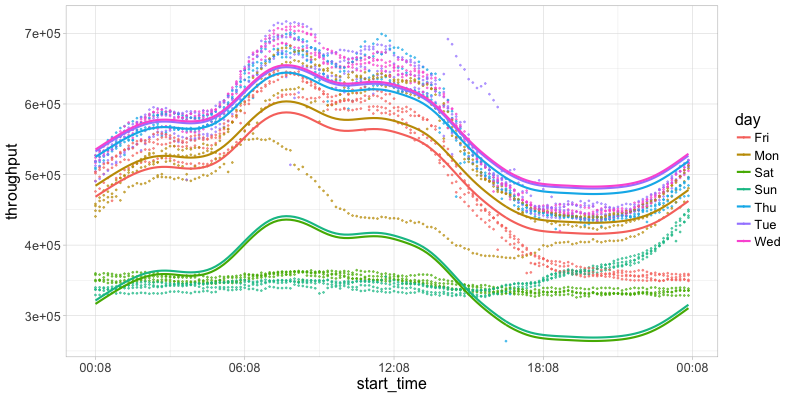 7e+05
6e+05
5e+05
4e+05
3e+05
throughput
00:08 06:08 12:08 18:08 00:08
start_time
day
Fri
Mon
Sat
Sun
Thu
Tue
Wed